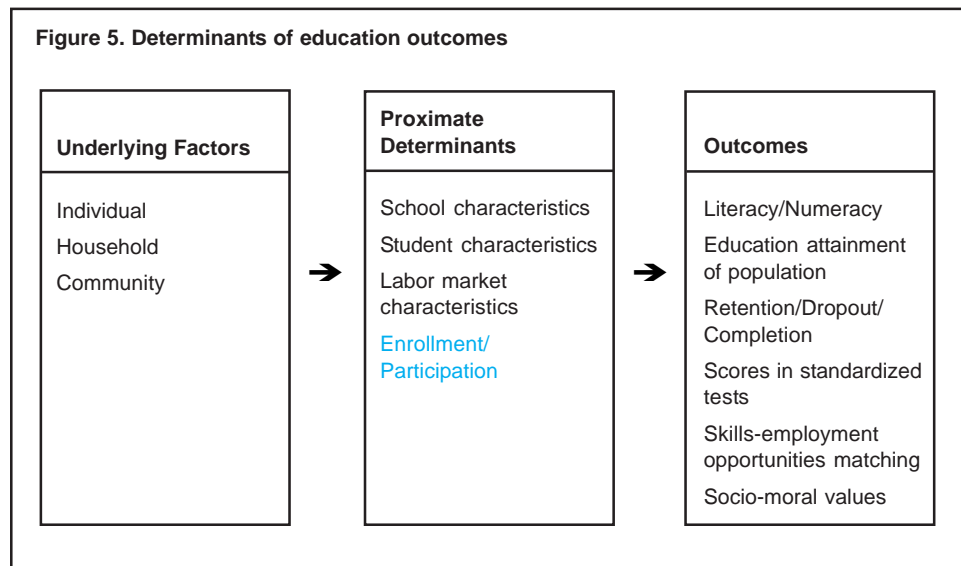 Figure 5. Determinants of education outcomes
Underlying Factors
Individual
Household
Community
Proximate
Determinants
School characteristics
Student characteristics
Labor market
characteristics
Enrollment/
Participation
Outcomes
Literacy/Numeracy
Education attainment
of population
Retention/Dropout/
Completion
Scores in standardized
tests
Skills-employment
opportunities matching
Socio-moral values